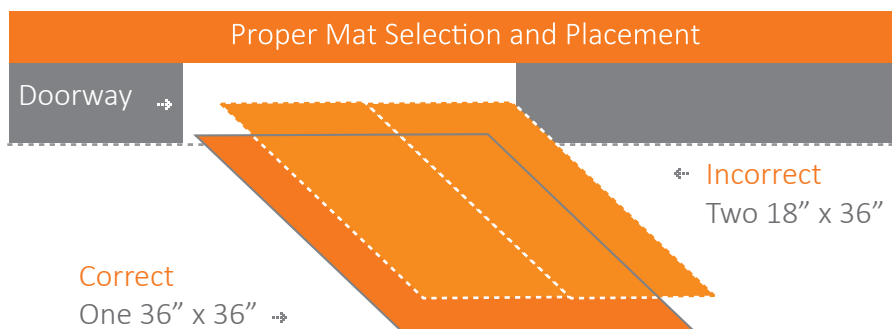 Proper Mat Selection and Placement
Doorway
Incorrect
Two 18” x 36”
Correct
One 36” x 36”